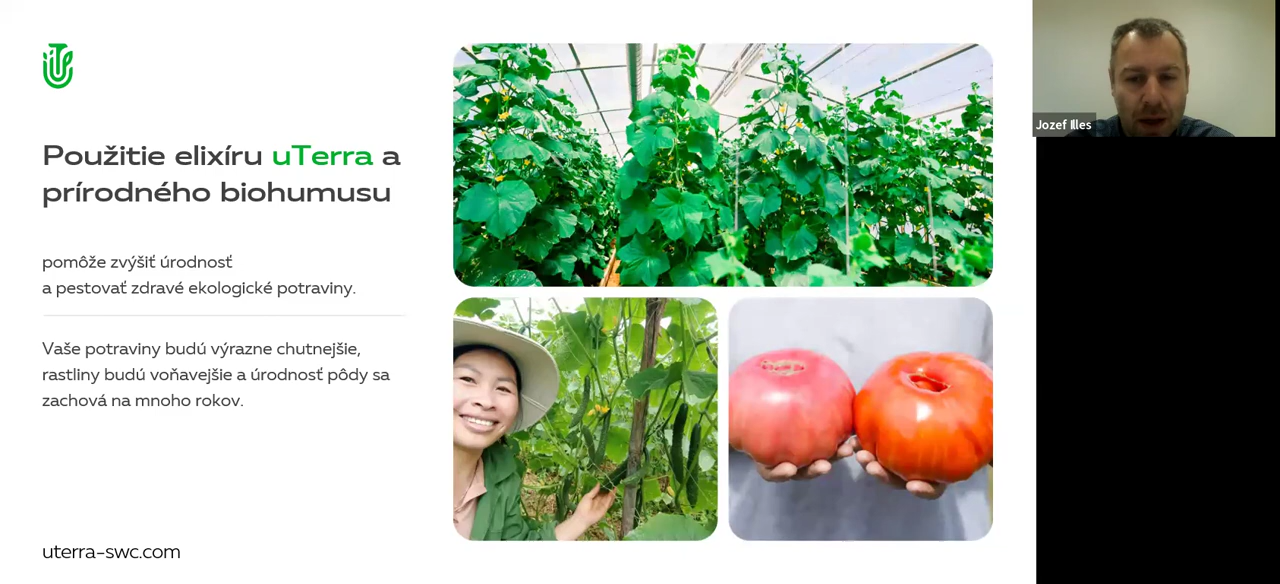 Použitie elixíru uTerra a
prírodného biohumusu
pomôže zvýšiť úrodnosť
a pestovať zdravé ekologické potraviny.
Vaše potraviny budú výrazne chutnejšie,
rastliny budú voňavejšie a úrodnosť pôdy sa
zachová na mnoho rokov.
uterra-swc.com
Jozef Illes